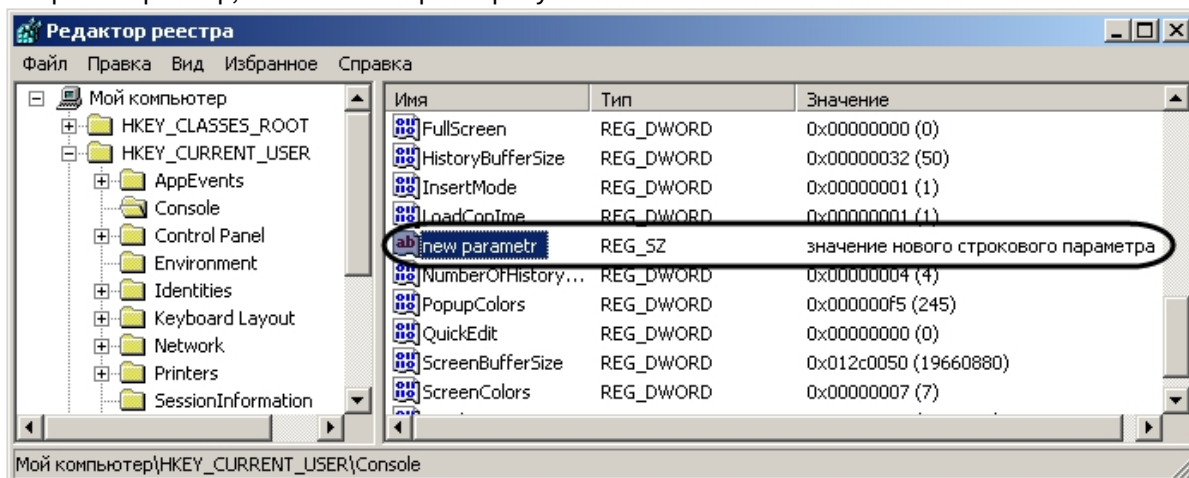 Редактор реестра
Файл Правка Вид Избранное Справка
Мой компьютер
HKEY_CLASSES_ROOT
HKEY_CURRENT_USER
AppEvents
Console
Control Panel
Environment
Identities
Keyboard Layout
Network
Printers
SessionInformation
Имя Тип Значение
FullScreen REG_DWORD 0x00000000 (0)
HistoryBufferSize REG_DWORD 0x00000032 (50)
InsertMode REG_DWORD 0x00000001 (1)
LoadConIme REG_DWORD 0x00000001 (1)
new parametr REG_SZ значение нового строкового параметра
NumberOfHistory... REG_DWORD 0x00000004 (4)
PopupColors REG_DWORD 0x000000f5 (245)
QuickEdit REG_DWORD 0x00000000 (0)
ScreenBufferSize REG_DWORD 0x012c0050 (19660880)
ScreenColors REG_DWORD 0x00000007 (7)
Мой компьютер\HKEY_CURRENT_USER\Console